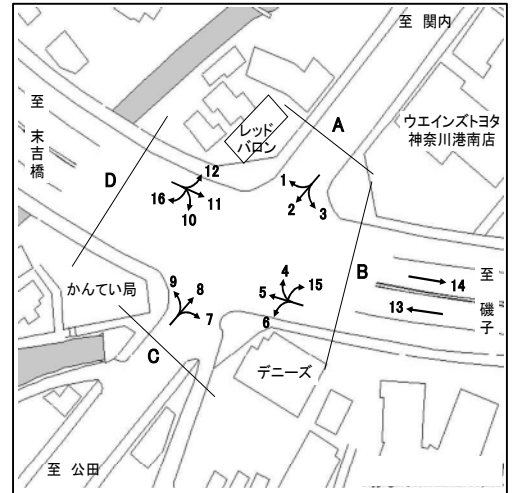 至 関内
ウエインズトヨタ
神奈川港南店
レッド
バロン
A
至 末吉橋
D
12
1
2
3
16
10
11
B
14
13
至 磯子
4
5
15
6
かんてい局
9
8
7
C
デニーズ
至 公田